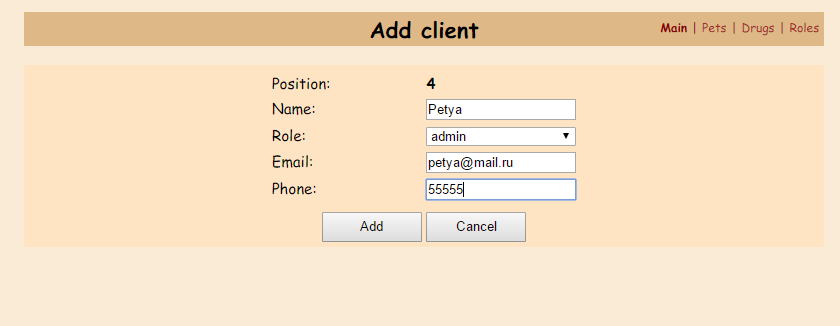 Add client
Main | Pets | Drugs | Roles
Position: 4
Name: Petya
Role: admin
Email: petya@mail.ru
Phone: 55555
Add Cancel